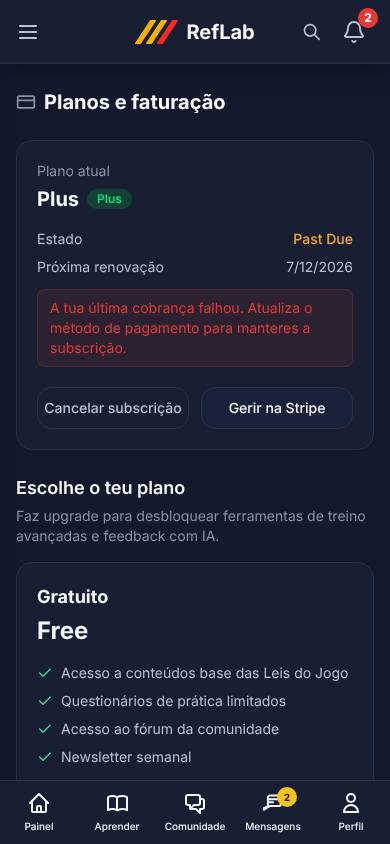 RefLab
2
Planos e faturação
Plano atual
Plus Plus
Estado Past Due
Próxima renovação 7/12/2026
A tua última cobrança falhou. Atualiza o
método de pagamento para manteres a
subscrição.
Cancelar subscrição Gerir na Stripe
Escolhe o teu plano
Faz upgrade para desbloquear ferramentas de treino
avançadas e feedback com IA.
Gratuito
Free
Acesso a conteúdos base das Leis do Jogo
Questionários de prática limitados
Acesso ao fórum da comunidade
Newsletter semanal
2
Painel Aprender Comunidade Mensagens Perfil